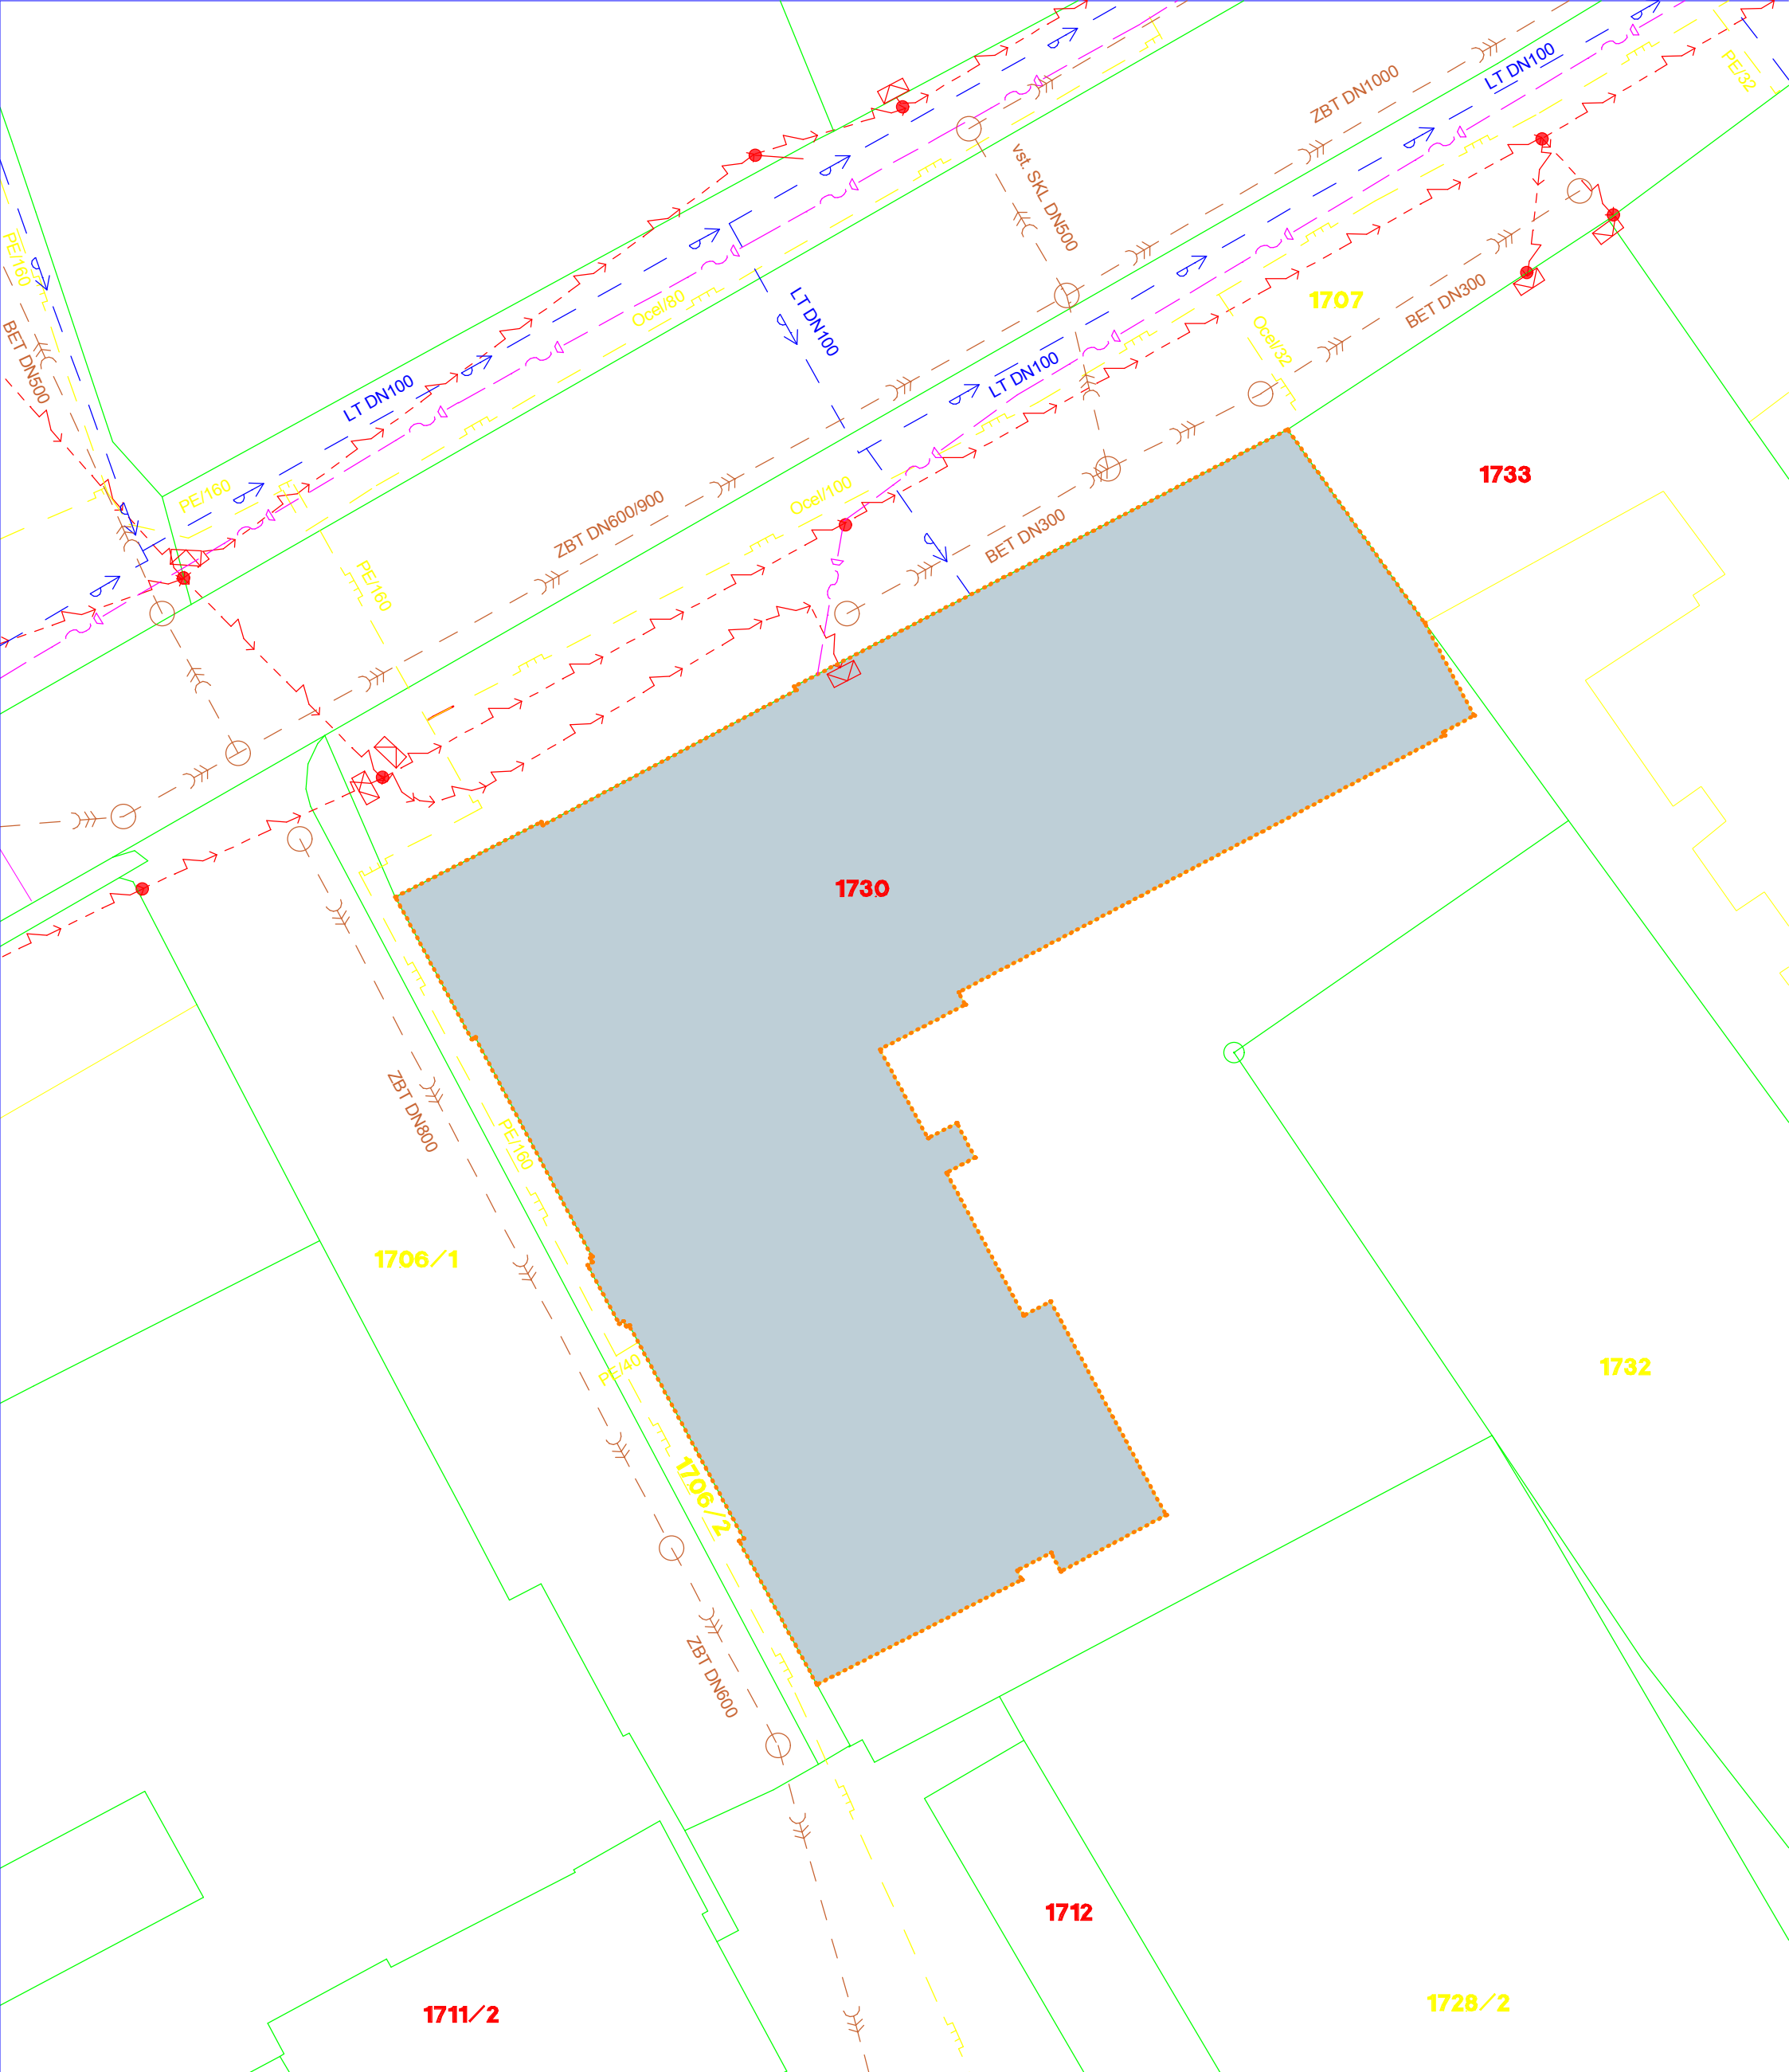 PE/32
LT DN100
ZBT DN1000
vst. SKL DN500
PE/160
BET DN500
Ocel/80
LT DN100
1707
BET DN300
Ocel/32
LT DN100
LT DN100
1733
PE/160
Ocel/100
ZBT DN600/900
BET DN300
PE/160
1730
ZBT DN800
PE/160
1706/1
PE/40
1732
1706/2
ZBT DN600
1712
1711/2
1728/2